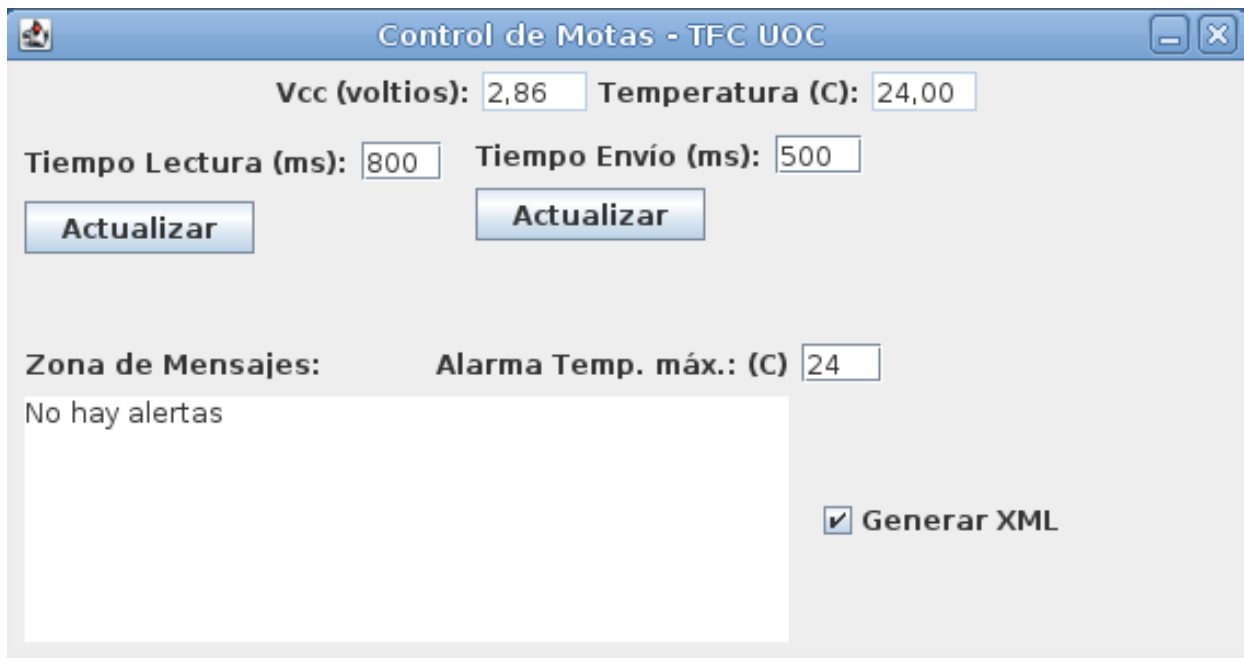 Control de Motas - TFC UOC
Vcc (voltios): 2,86 Temperatura (C): 24,00
Tiempo Lectura (ms): 800 Tiempo Envío (ms): 500
Actualizar Actualizar
Zona de Mensajes: Alarma Temp. máx.: (C) 24
No hay alertas
Generar XML